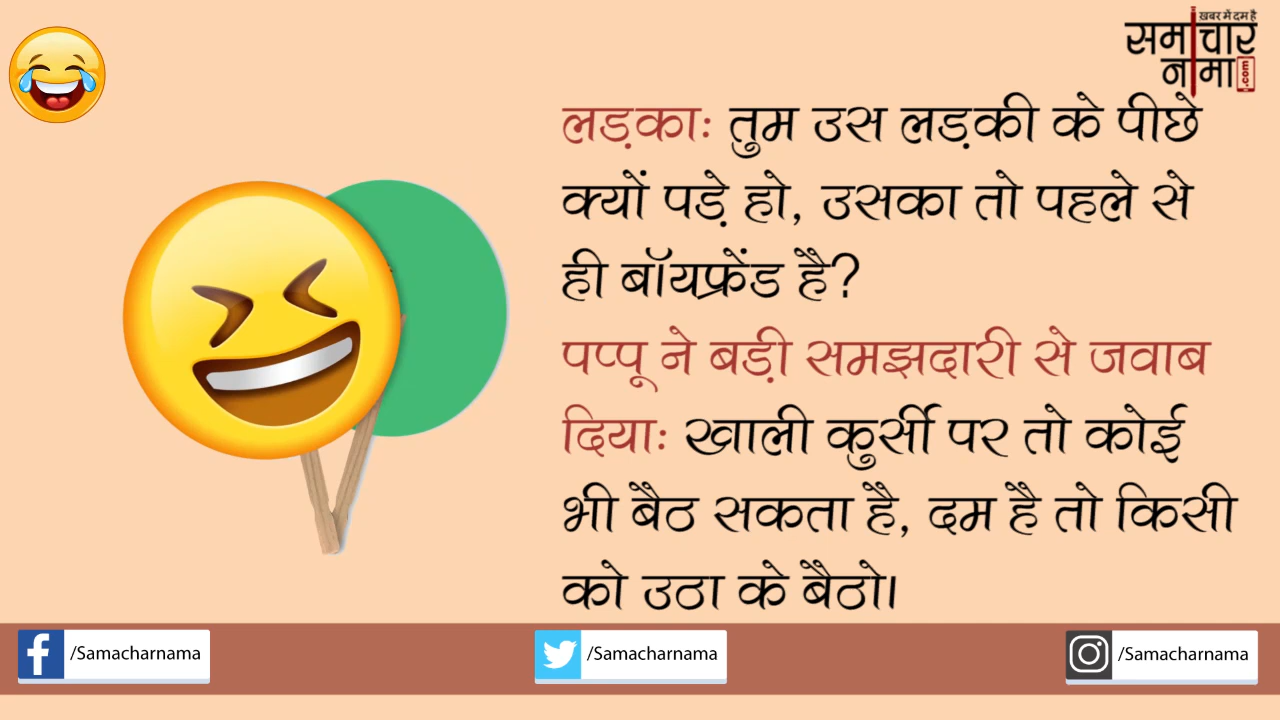 ख़बर में दम है
समाचार
नामा
.com
लड़काः तुम उस लड़की के पीछे
क्यों पड़े हो, उसका तो पहले से
ही बॉयफ्रेंड है?
पप्पू ने बड़ी समझदारी से जवाब
दियाः खाली कुर्सी पर तो कोई
भी बैठ सकता है, दम है तो किसी
को उठा के बैठो।
/Samacharnama
/Samacharnama
/Samacharnama